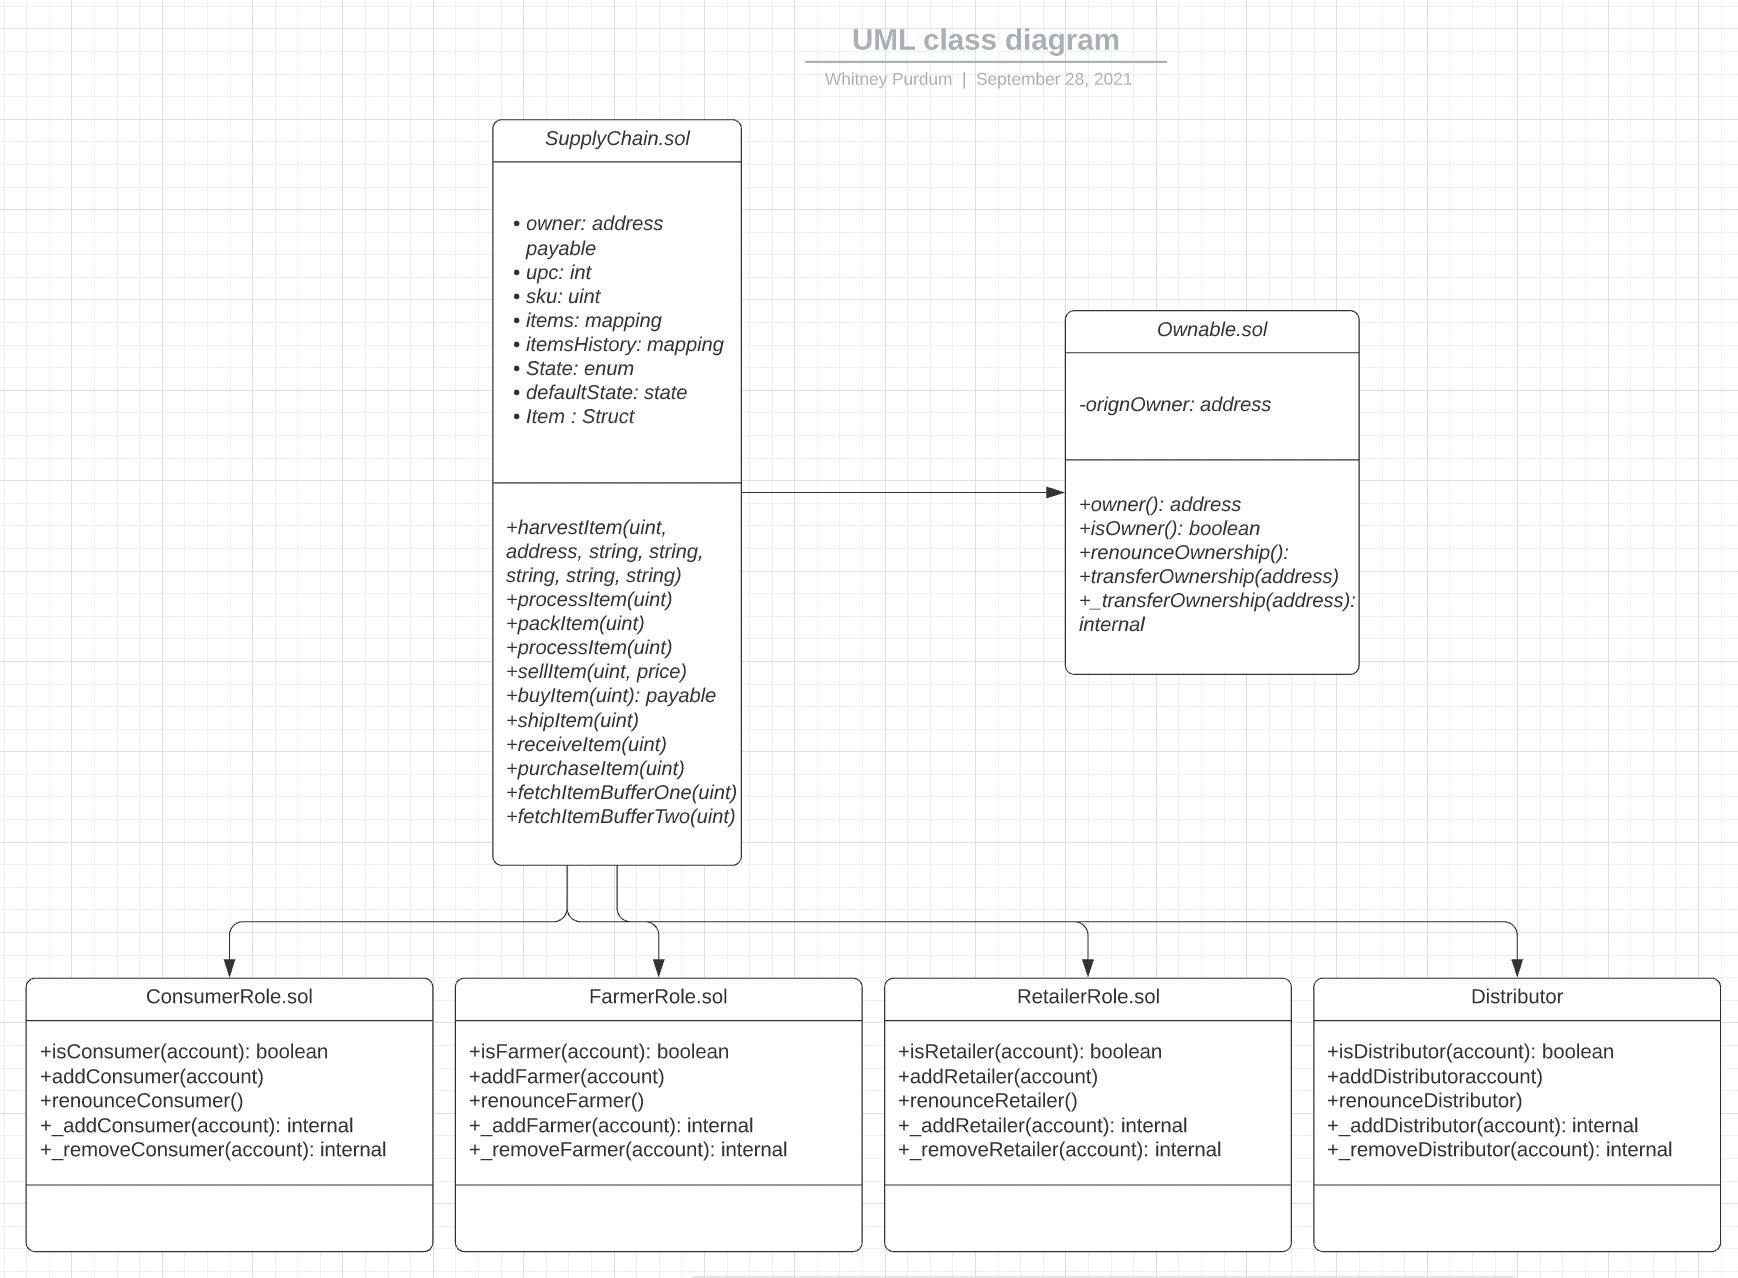 UML class diagram
Whitney Purdum | September 28, 2021
SupplyChain.sol
• owner: address
payable
• upc: int
• sku: uint
• items: mapping
• itemsHistory: mapping
• State: enum
• defaultState: state
• Item : Struct
+harvestItem(uint,
address, string, string,
string, string, string)
+processItem(uint)
+packItem(uint)
+processItem(uint)
+sellItem(uint, price)
+buyItem(uint): payable
+shipItem(uint)
+receiveItem(uint)
+purchaseItem(uint)
+fetchItemBufferOne(uint)
+fetchItemBufferTwo(uint)
Ownable.sol
-orignOwner: address
+owner(): address
+isOwner(): boolean
+renounceOwnership():
+transferOwnership(address)
+_transferOwnership(address):
internal
ConsumerRole.sol
+isConsumer(account): boolean
+addConsumer(account)
+renounceConsumer()
+_addConsumer(account): internal
+_removeConsumer(account): internal
FarmerRole.sol
+isFarmer(account): boolean
+addFarmer(account)
+renounceFarmer()
+_addFarmer(account): internal
+_removeFarmer(account): internal
RetailerRole.sol
+isRetailer(account): boolean
+addRetailer(account)
+renounceRetailer()
+_addRetailer(account): internal
+_removeRetailer(account): internal
Distributor
+isDistributor(account): boolean
+addDistributoraccount)
+renounceDistributor)
+_addDistributor(account): internal
+_removeDistributor(account): internal